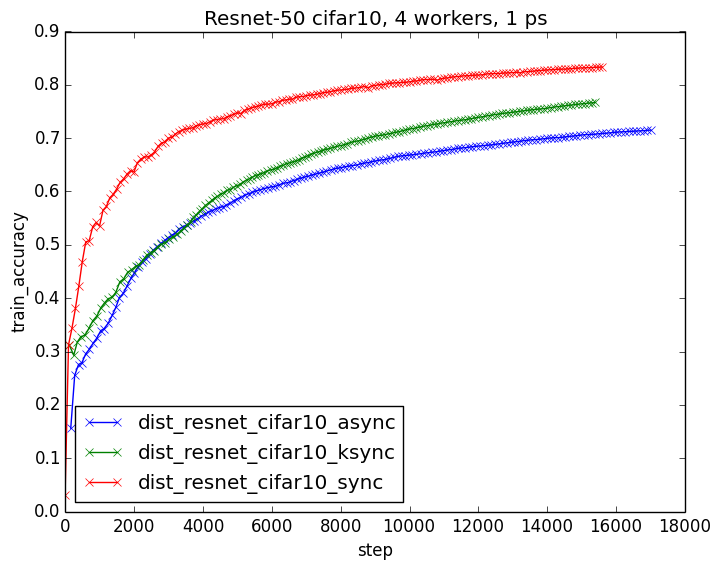 Resnet-50 cifar10, 4 workers, 1 ps
0.9
0.8
0.7
0.6
0.5
0.4
0.3
0.2
0.1
0.0
train_accuracy
dist_resnet_cifar10_async
dist_resnet_cifar10_ksync
dist_resnet_cifar10_sync
0 2000 4000 6000 8000 10000 12000 14000 16000 18000
step